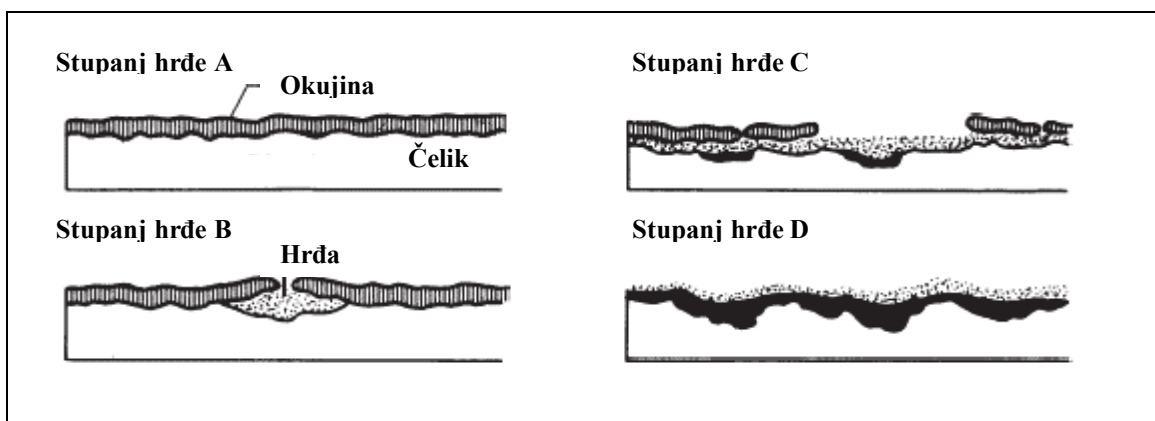 Stupanj hrđe A
Okujina
Čelik
Stupanj hrđe B
Hrđa
Stupanj hrđe C
Stupanj hrđe D